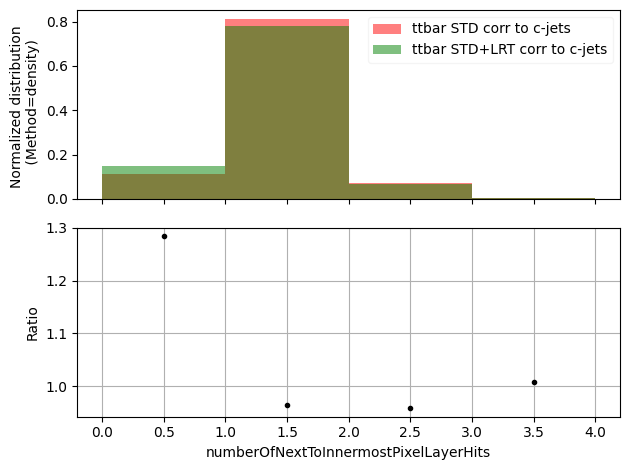 Normalized distribution
(Method=density)
0.8
0.6
0.4
0.2
0.0
ttbar STD corr to c-jets
ttbar STD+LRT corr to c-jets
Ratio
1.3
1.2
1.1
1.0
0.0 0.5 1.0 1.5 2.0 2.5 3.0 3.5 4.0
numberOfNextToInnermostPixelLayerHits